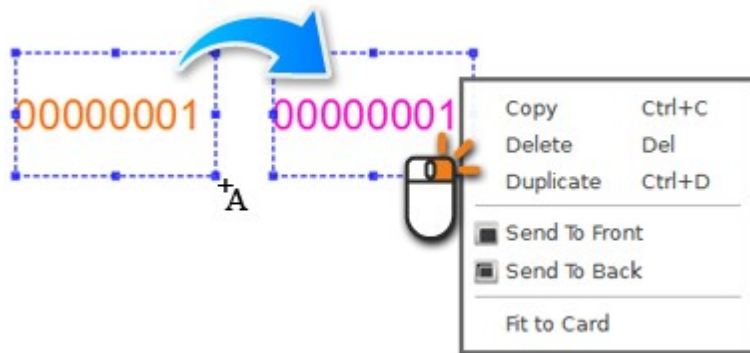 00000001 00000001
A
Copy Ctrl+C
Delete Del
Duplicate Ctrl+D
Send To Front
Send To Back
Fit to Card